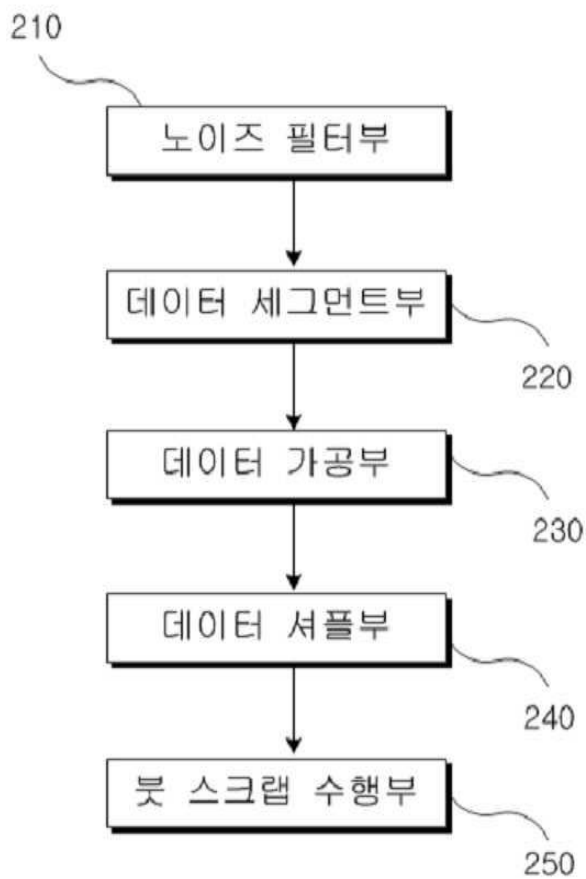 210
노이즈 필터부
데이터 세그먼트부
220
데이터 가공부
230
데이터 셔플부
240
붓 스크랩 수행부
250